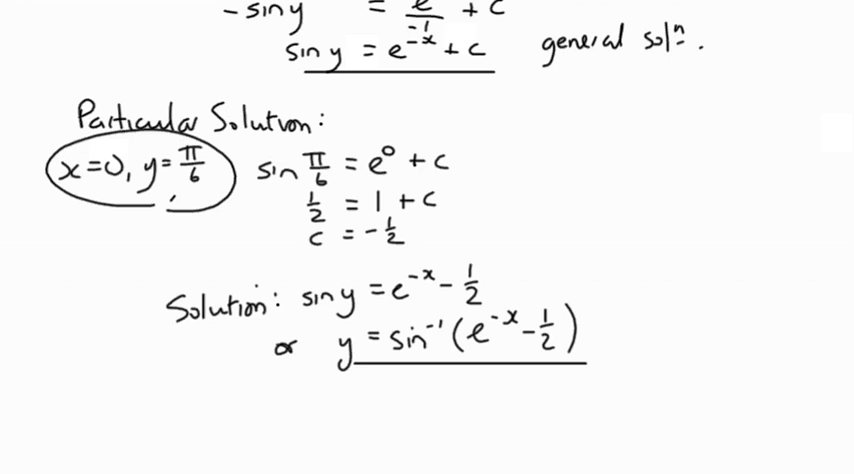 -sin y = e/-1 + c
sin y = e^-x + c general solⁿ.
Particular Solution:
x=0, y=π/6 sin π/6 = e^0 + c
1/2 = 1 + c
c = -1/2
Solution: sin y = e^-x - 1/2
or y = sin^-1 (e^-x - 1/2)